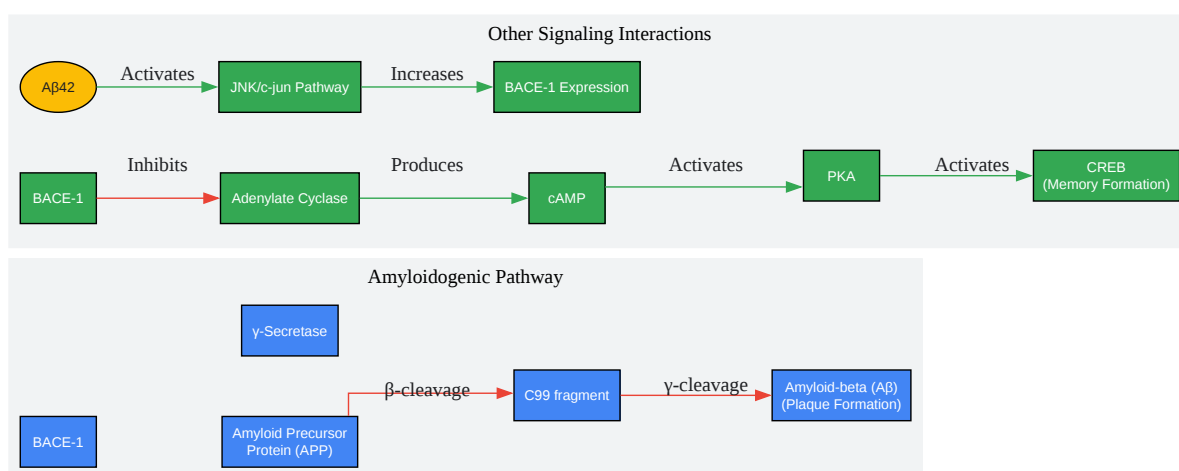 Other Signaling Interactions
Activates
Increases
Aβ42
JNK/c-jun Pathway
BACE-1 Expression
Inhibits
Produces
Activates
Activates
BACE-1
Adenylate Cyclase
cAMP
PKA
CREB
(Memory Formation)
Amyloidogenic Pathway
γ-Secretase
β-cleavage
γ-cleavage
C99 fragment
Amyloid-beta (Aβ)
(Plaque Formation)
BACE-1
Amyloid Precursor
Protein (APP)